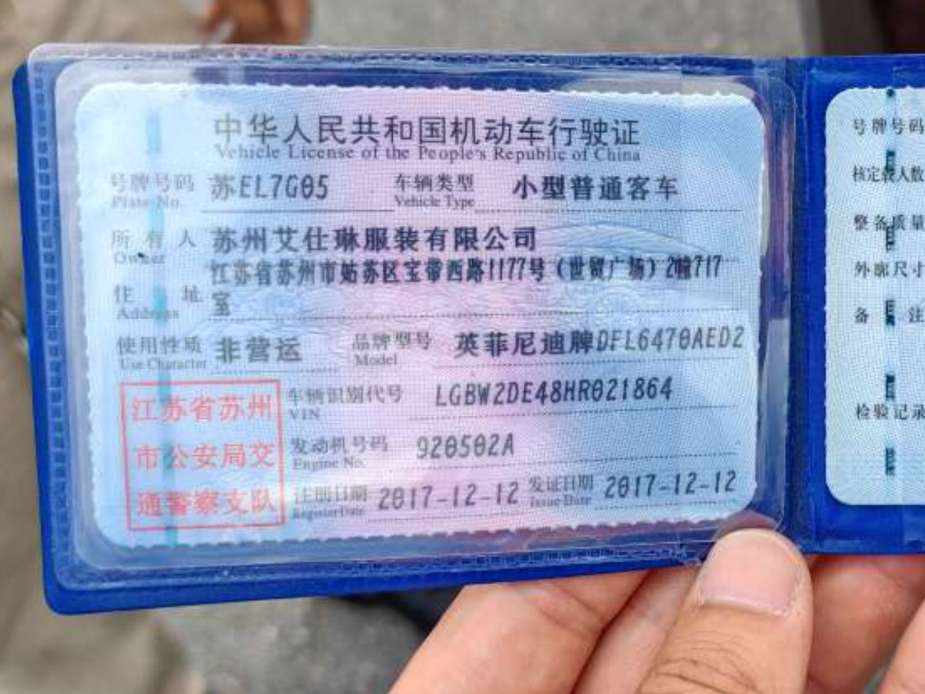 中华人民共和国机动车行驶证
Vehicle License of the People's Republic of China
号牌号码 苏EL7G05 车辆类型 小型普通客车
Plate No. Vehicle Type
所有人 苏州艾仕琳服装有限公司
Owner
江苏省苏州市姑苏区宝带西路1177号（世贸广场）2幢717
住址 室
Address
使用性质 非营运 品牌型号 英菲尼迪牌DFL6470AED2
Use Character Model
江苏省苏州 车辆识别代号 LGBW2DE48HR021864
VIN
市公安局交 发动机号码 920502A
Engine No.
通警察支队 注册日期 2017-12-12 发证日期 2017-12-12
Register Date Issue Date
号牌号码
核定载人数
整备质量
外廓尺寸
备注
检验记录